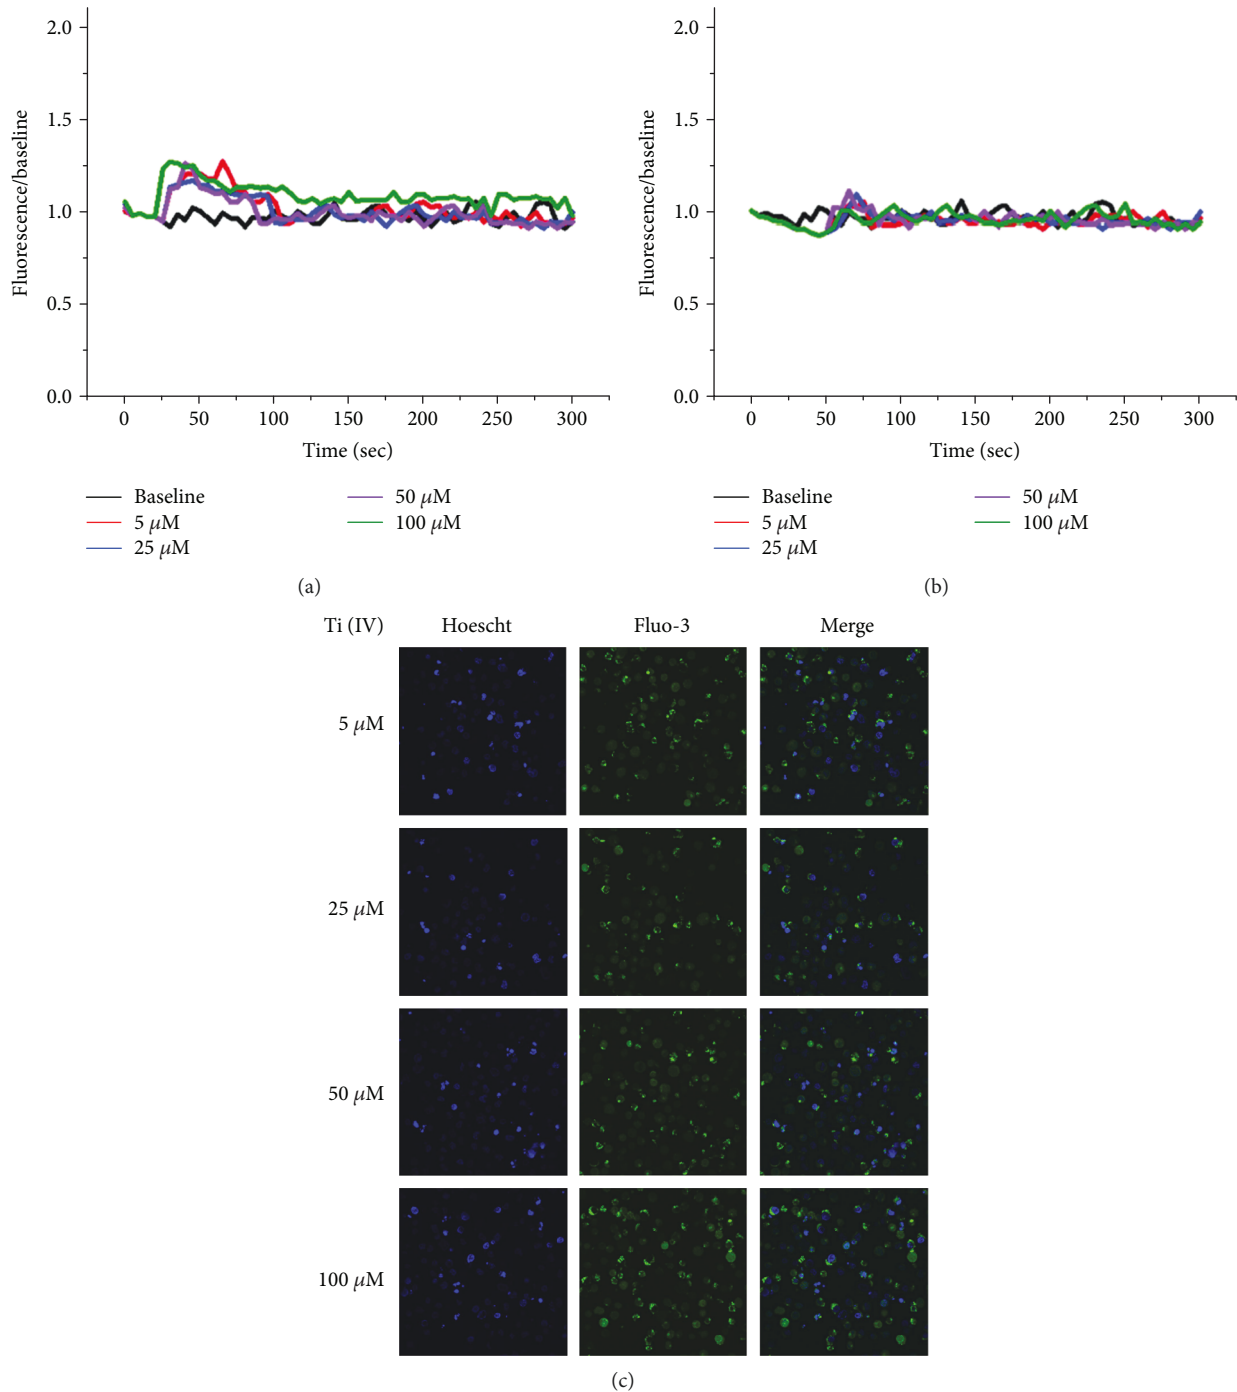 2.0
1.5
1.0
0.5
0.0
Fluorescence/baseline
0 50 100 150 200 250 300
Time (sec)
Baseline
5 μM
25 μM
50 μM
100 μM
(a)
2.0
1.5
1.0
0.5
0.0
Fluorescence/baseline
0 50 100 150 200 250 300
Time (sec)
Baseline
5 μM
25 μM
50 μM
100 μM
(b)
Ti (IV) Hoescht Fluo-3 Merge
5 μM
25 μM
50 μM
100 μM
(c)